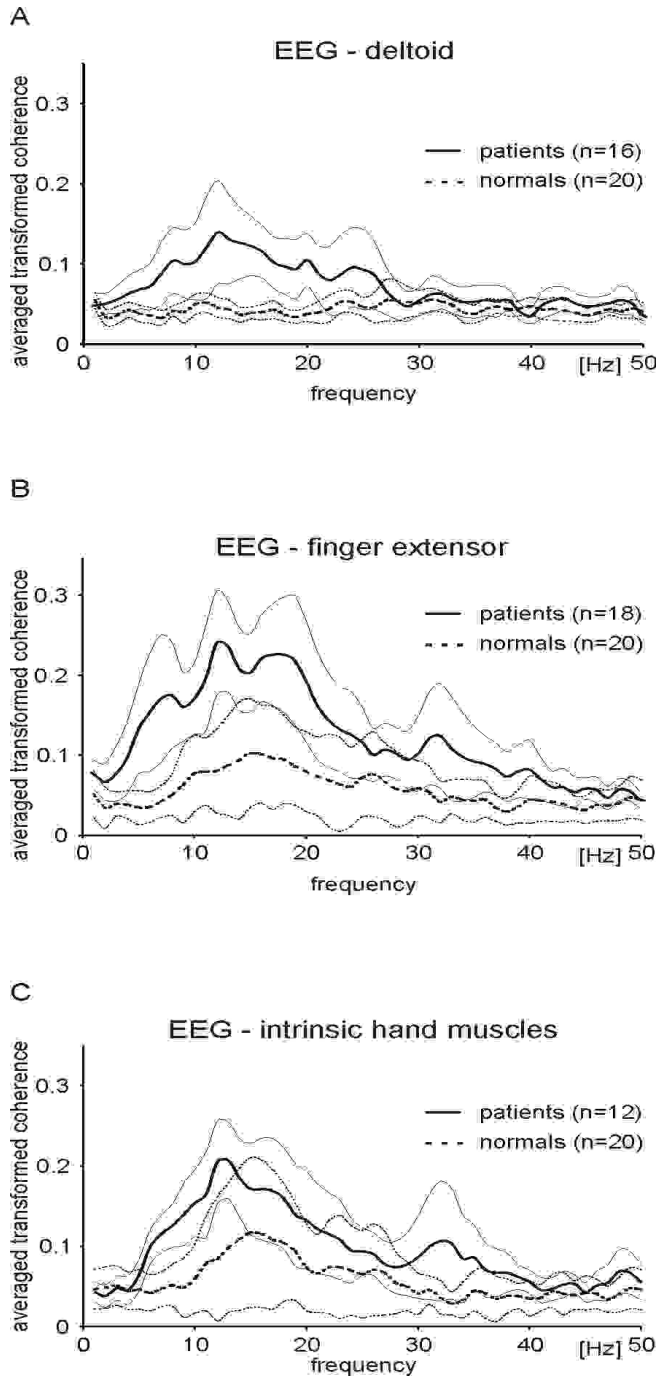 A
EEG - deltoid
averaged transformed coherence
0.3
0.2
0.1
0
patients (n=16)
normals (n=20)
0 10 20 30 40 [Hz] 50
frequency
B
EEG - finger extensor
averaged transformed coherence
0.3
0.2
0.1
0
patients (n=18)
normals (n=20)
0 10 20 30 40 [Hz] 50
frequency
C
EEG - intrinsic hand muscles
averaged transformed coherence
0.3
0.2
0.1
0
patients (n=12)
normals (n=20)
0 10 20 30 40 [Hz] 50
frequency